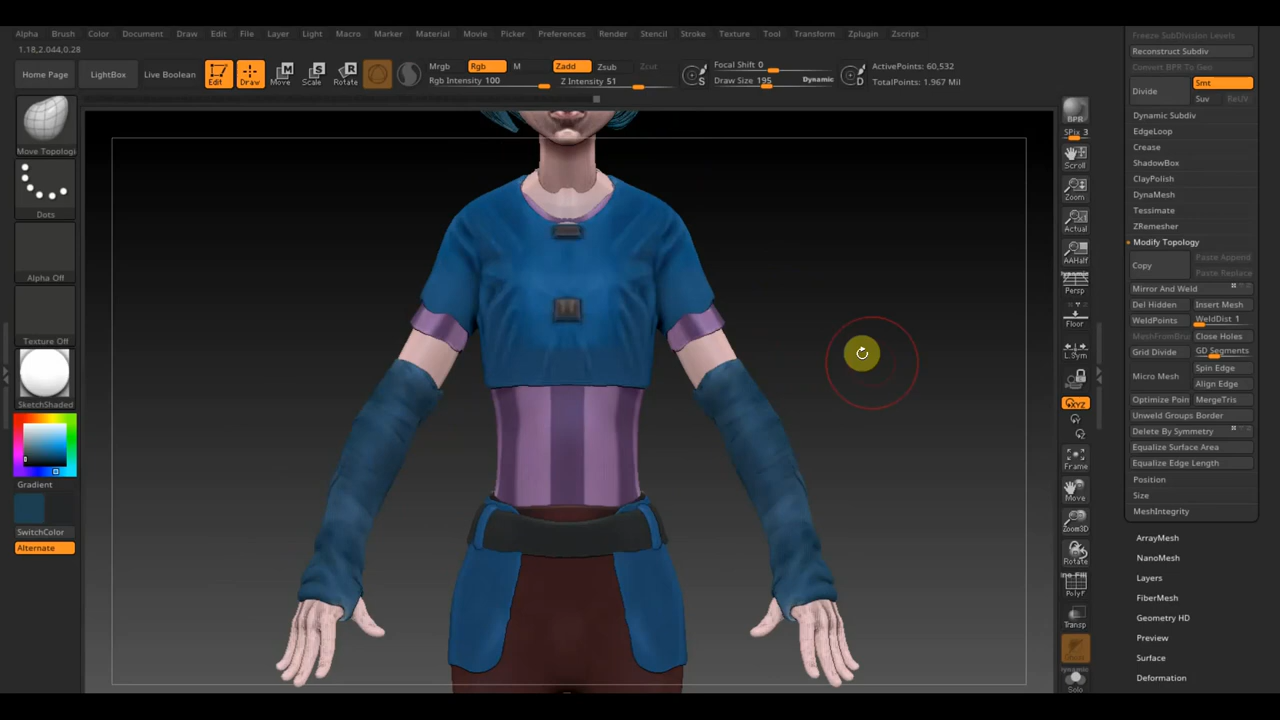 Alpha Brush Color Document Draw Edit File Layer Light Macro Marker Material Movie Picker Preferences Render Stencil Stroke Texture Tool Transform Zplugin Zscript
1.18,2.044,0.28
Home Page LightBox Live Boolean Edit Draw Move Scale Rotate
Mrgb Rgb M Zadd Zsub Zcut
Rgb Intensity 100 Z Intensity 51
Focal Shift 0
Draw Size 195 Dynamic
ActivePoints: 60,532
TotalPoints: 1.967 Mil
S
D
Move Topologi
Dots
Alpha Off
Texture Off
SketchShaded
Gradient
SwitchColor
Alternate
BPR
SPix 3
Scroll
Zoom
Actual
AAHalf
Dynamic
Persp
Floor
L.Sym
XYZ
Y
Z
Frame
Move
Zoom3D
Rotate
Line Fill
PolyF
Transp
Ghost
Dynamic
Solo
Freeze SubDivision Levels
Reconstruct Subdiv
Convert BPR To Geo
Divide
Smt
Suv ReUV
Dynamic Subdiv
EdgeLoop
Crease
ShadowBox
ClayPolish
DynaMesh
Tessimate
ZRemesher
Modify Topology
Copy
Paste Append
Paste Replace
Mirror And Weld
Del Hidden Insert Mesh
WeldPoints WeldDist 1
MeshFromBru Close Holes
Grid Divide GD Segments
Micro Mesh
Spin Edge
Align Edge
Optimize Poin MergeTris
Unweld Groups Border
Delete By Symmetry
Equalize Surface Area
Equalize Edge Length
Position
Size
MeshIntegrity
ArrayMesh
NanoMesh
Layers
FiberMesh
Geometry HD
Preview
Surface
Deformation